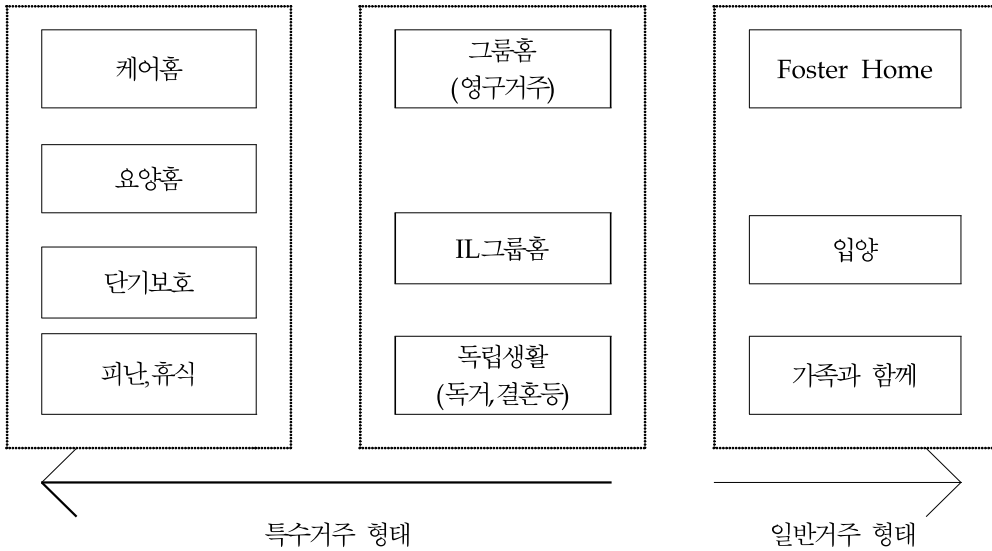 케어홈
요양홈
단기보호
피난,휴식
그룹홈
(영구거주)
IL그룹홈
독립생활
(독거,결혼등)
Foster Home
입양
가족과 함께
특수거주 형태
일반거주 형태